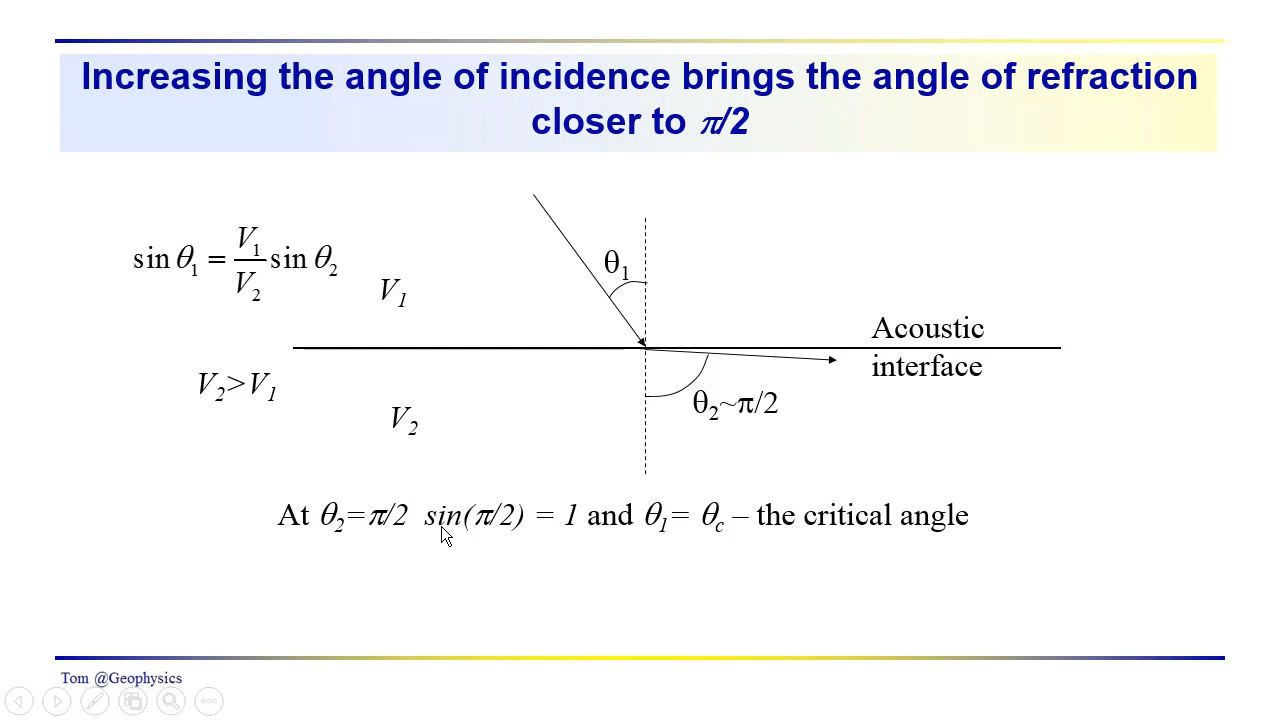 Increasing the angle of incidence brings the angle of refraction
closer to π/2
sin θ₁ = V₁/V₂ sin θ₂
θ₁
V₁
Acoustic
interface
V₂>V₁
θ₂~π/2
V₂
At θ₂=π/2 sin(π/2) = 1 and θ₁= θc – the critical angle
Tom @Geophysics